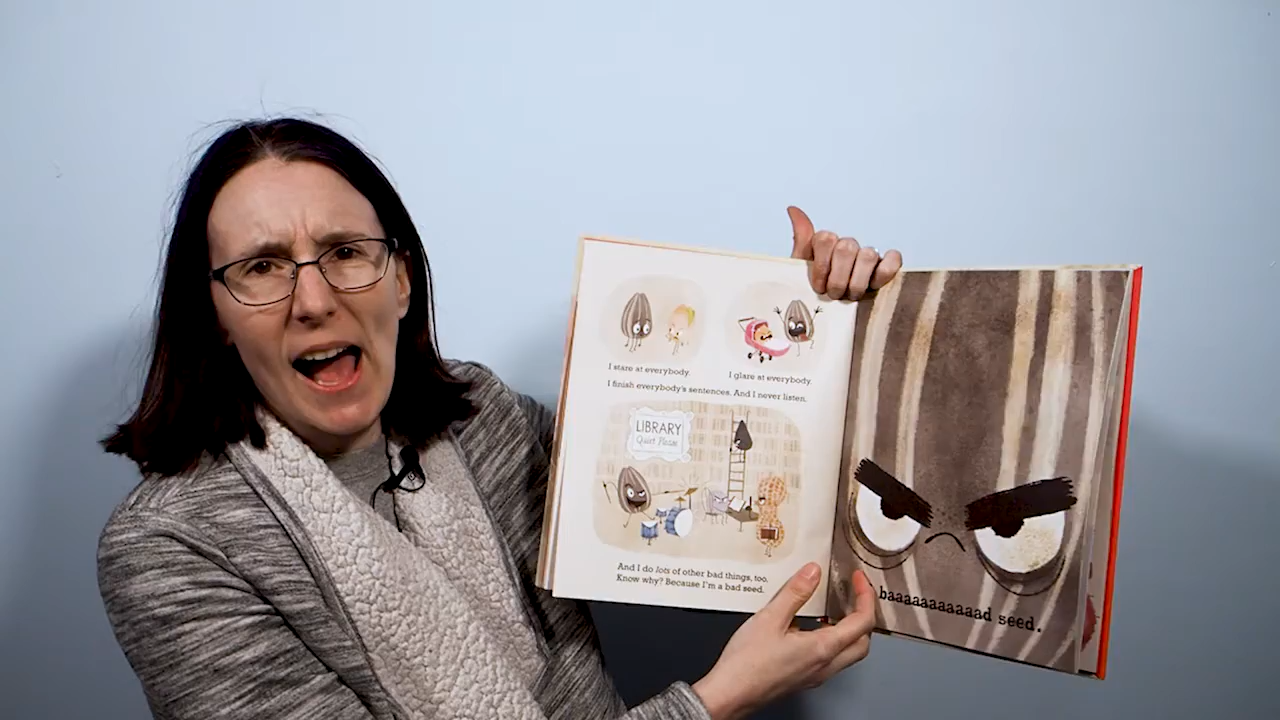 I stare at everybody.
I glare at everybody.
I finish everybody's sentences. And I never listen.
LIBRARY
Quiet Please
And I do lots of other bad things, too.
Know why? Because I'm a bad seed.
baaaaaaaaaaaad seed.